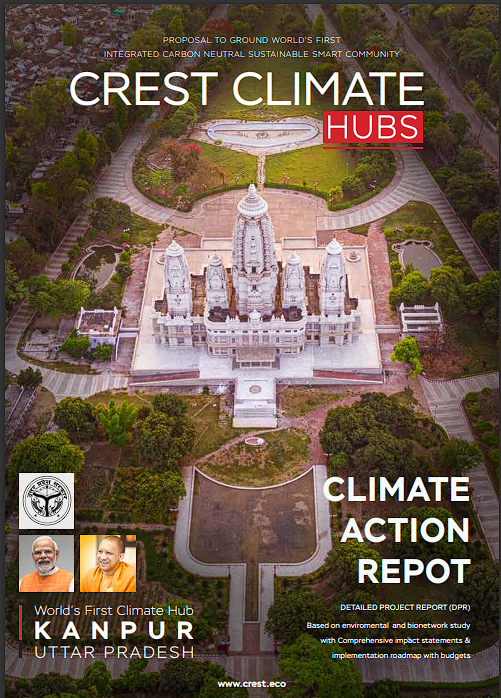 PROPOSAL TO GROUND WORLD'S FIRST
INTEGRATED CARBON NEUTRAL SUSTAINABLE SMART COMMUNITY
CREST CLIMATE
HUBS
CLIMATE
ACTION
REPOT
DETAILED PROJECT REPORT (DPR)
Based on enviromental and bionetwork study
with Comprehensive impact statements &
implementation roadmap with budgets
World's First Climate Hub
KANPUR
UTTAR PRADESH
www.crest.eco